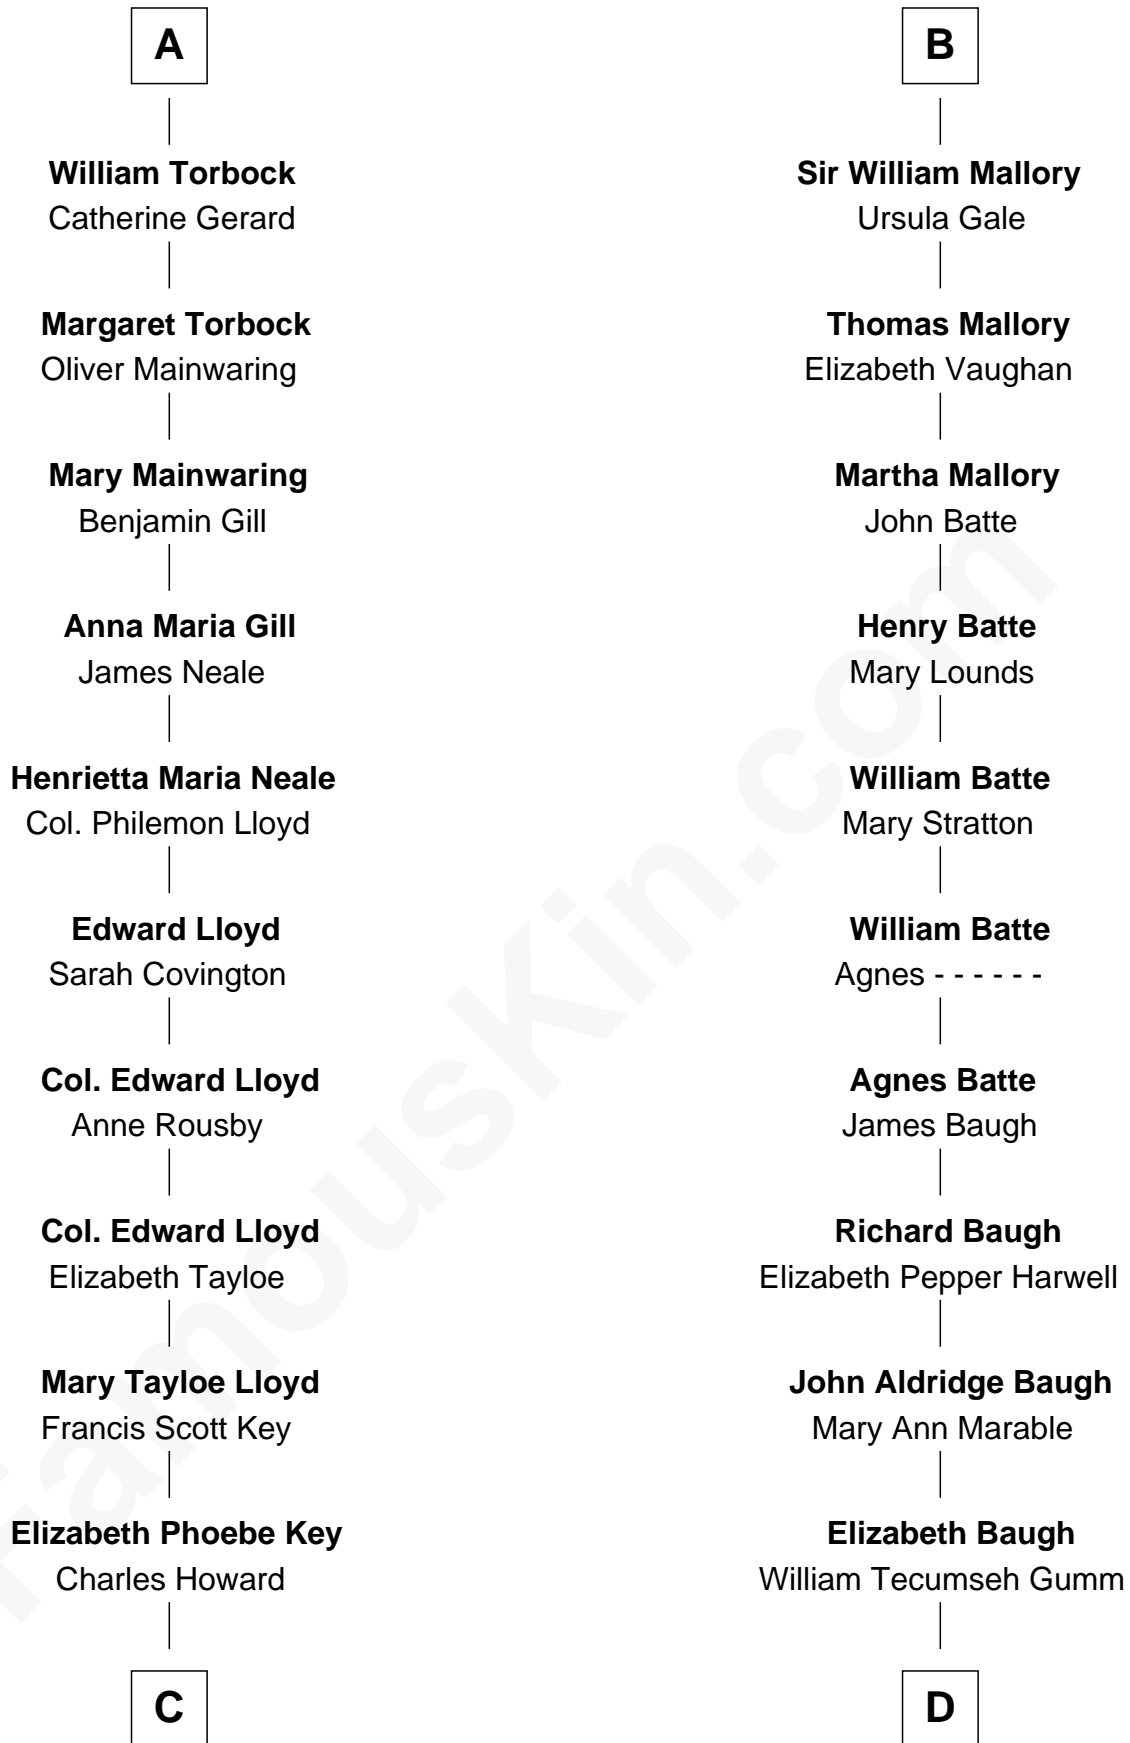 A
William Torbock
Catherine Gerard
Margaret Torbock
Oliver Mainwaring
Mary Mainwaring
Benjamin Gill
Anna Maria Gill
James Neale
Henrietta Maria Neale
Col. Philemon Lloyd
Edward Lloyd
Sarah Covington
Col. Edward Lloyd
Anne Rousby
Col. Edward Lloyd
Elizabeth Tayloe
Mary Tayloe Lloyd
Francis Scott Key
Elizabeth Phoebe Key
Charles Howard
C
B
Sir William Mallory
Ursula Gale
Thomas Mallory
Elizabeth Vaughan
Martha Mallory
John Batte
Henry Batte
Mary Lounds
William Batte
Mary Stratton
William Batte
Agnes - - - - - -
Agnes Batte
James Baugh
Richard Baugh
Elizabeth Pepper Harwell
John Aldridge Baugh
Mary Ann Marable
Elizabeth Baugh
William Tecumseh Gumm
D
FamousKin.com